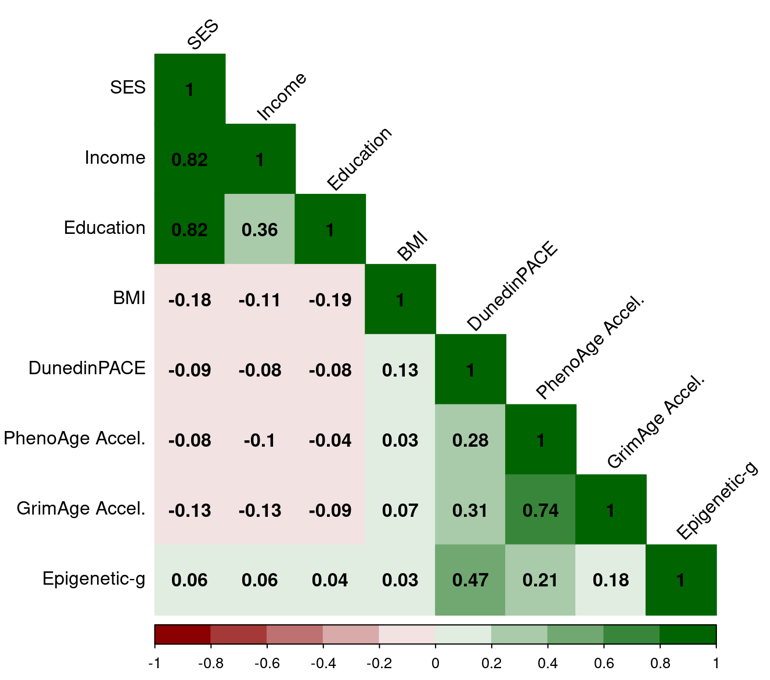 SES
SES 1 Income
Income 0.82 1 Education
Education 0.82 0.36 1 BMI
BMI -0.18 -0.11 -0.19 1 DunedinPACE
DunedinPACE -0.09 -0.08 -0.08 0.13 1 PhenoAge Accel.
PhenoAge Accel. -0.08 -0.1 -0.04 0.03 0.28 1 GrimAge Accel.
GrimAge Accel. -0.13 -0.13 -0.09 0.07 0.31 0.74 1 Epigenetic-g
Epigenetic-g 0.06 0.06 0.04 0.03 0.47 0.21 0.18 1
-1 -0.8 -0.6 -0.4 -0.2 0 0.2 0.4 0.6 0.8 1